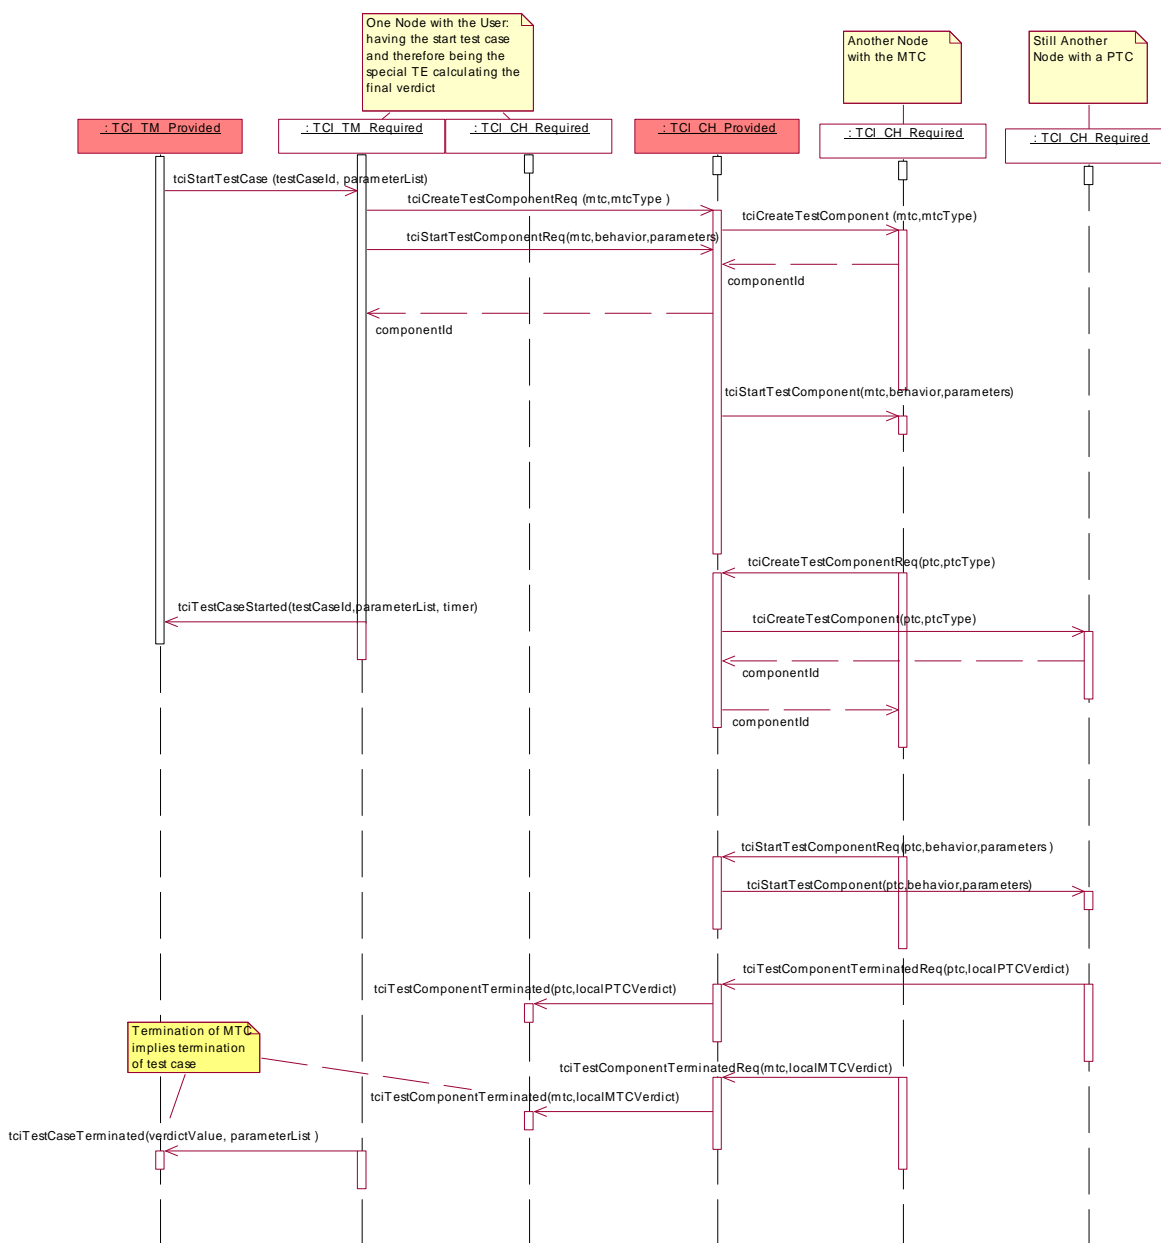 One Node with the User:
having the start test case
and therefore being the
special TE calculating the
final verdict
Another Node
with the MTC
Still Another
Node with a PTC
: TCI_TM_Provided
: TCI_TM_Required
: TCI_CH_Required
: TCI_CH_Provided
: TCI_CH_Required
: TCI_CH_Required
tciStartTestCase (testCaseId, parameterList)
tciCreateTestComponentReq (mtc,mtcType )
tciCreateTestComponent (mtc,mtcType)
tciStartTestComponentReq(mtc,behavior,parameters)
componentId
componentId
tciStartTestComponent(mtc,behavior,parameters)
tciCreateTestComponentReq(ptc,ptcType)
tciTestCaseStarted(testCaseId,parameterList, timer)
tciCreateTestComponent(ptc,ptcType)
componentId
componentId
tciStartTestComponentReq(ptc,behavior,parameters )
tciStartTestComponent(ptc,behavior,parameters)
tciTestComponentTerminatedReq(ptc,localPTCVerdict)
tciTestComponentTerminated(ptc,localPTCVerdict)
Termination of MTC
implies termination
of test case
tciTestComponentTerminatedReq(mtc,localMTCVerdict)
tciTestComponentTerminated(mtc,localMTCVerdict)
tciTestCaseTerminated(verdictValue, parameterList )